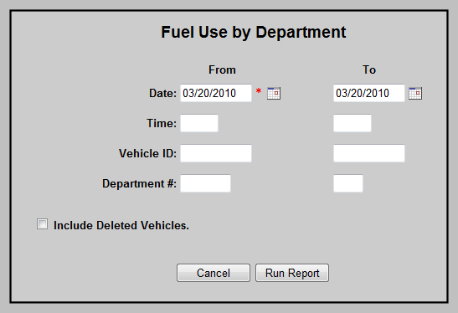 Fuel Use by Department
From To
Date: 03/20/2010 * 03/20/2010
Time:
Vehicle ID:
Department #:
Include Deleted Vehicles.
Cancel Run Report